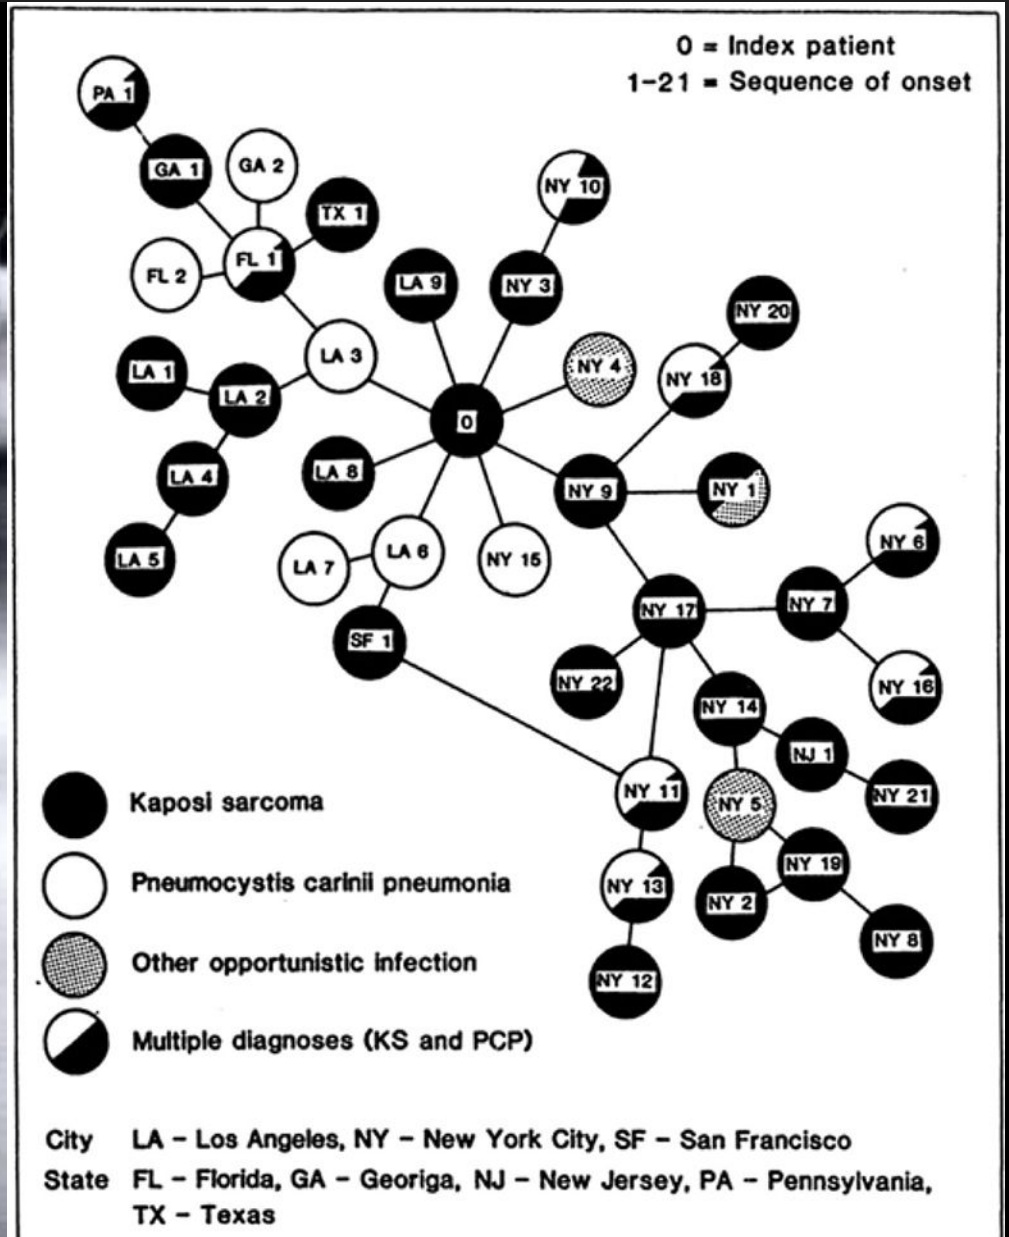 0 = Index patient
1-21 = Sequence of onset
PA 1
GA 1
GA 2
NY 10
TX 1
FL 1
FL 2
LA 9
NY 3
NY 20
LA 3
NY 4
LA 1
NY 18
LA 2
0
LA 8
LA 4
NY 9
NY 1
NY 6
LA 5
LA 7
LA 6
NY 15
NY 17
NY 7
SF 1
NY 22
NY 16
NY 14
NJ 1
NY 11
NY 5
NY 21
NY 13
NY 19
NY 2
NY 8
NY 12
Kaposi sarcoma
Pneumocystis carinii pneumonia
Other opportunistic infection
Multiple diagnoses (KS and PCP)
City LA - Los Angeles, NY - New York City, SF - San Francisco
State FL - Florida, GA - Georiga, NJ - New Jersey, PA - Pennsylvania,
TX - Texas